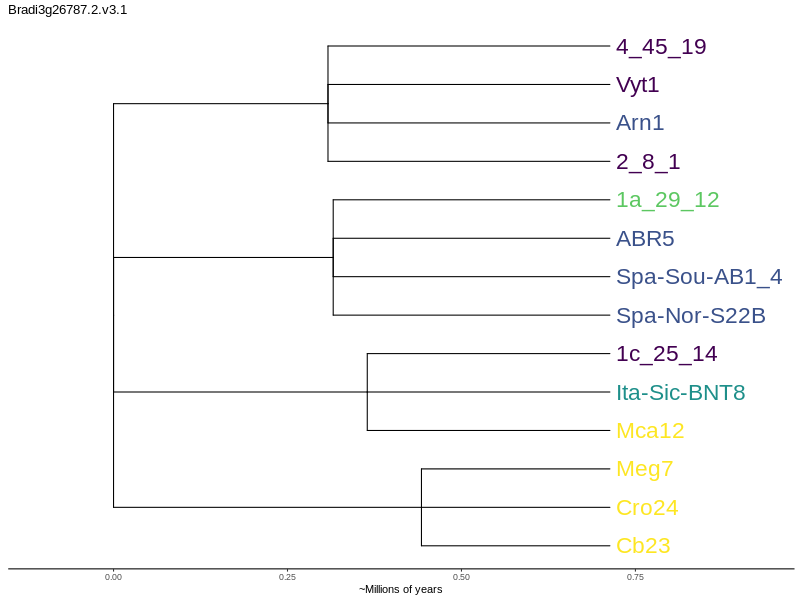 Bradi3g26787.2.v3.1
4_45_19
Vyt1
Arn1
2_8_1
1a_29_12
ABR5
Spa-Sou-AB1_4
Spa-Nor-S22B
1c_25_14
Ita-Sic-BNT8
Mca12
Meg7
Cro24
Cb23
0.00 0.25 0.50 0.75
~Millions of years